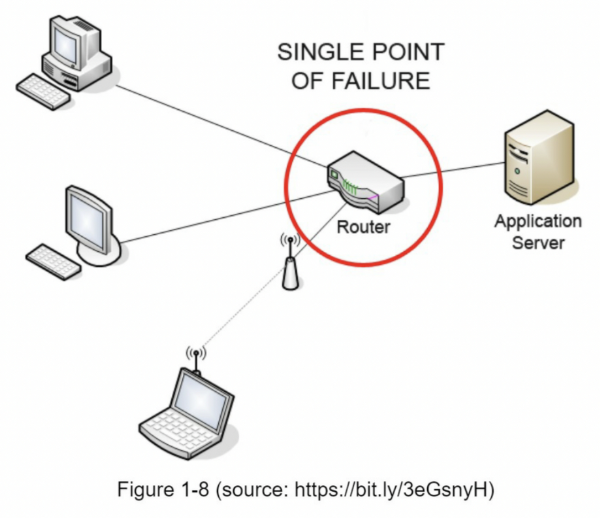 SINGLE POINT
OF FAILURE
Router
Application
Server
Figure 1-8 (source: https://bit.ly/3eGsnyH)